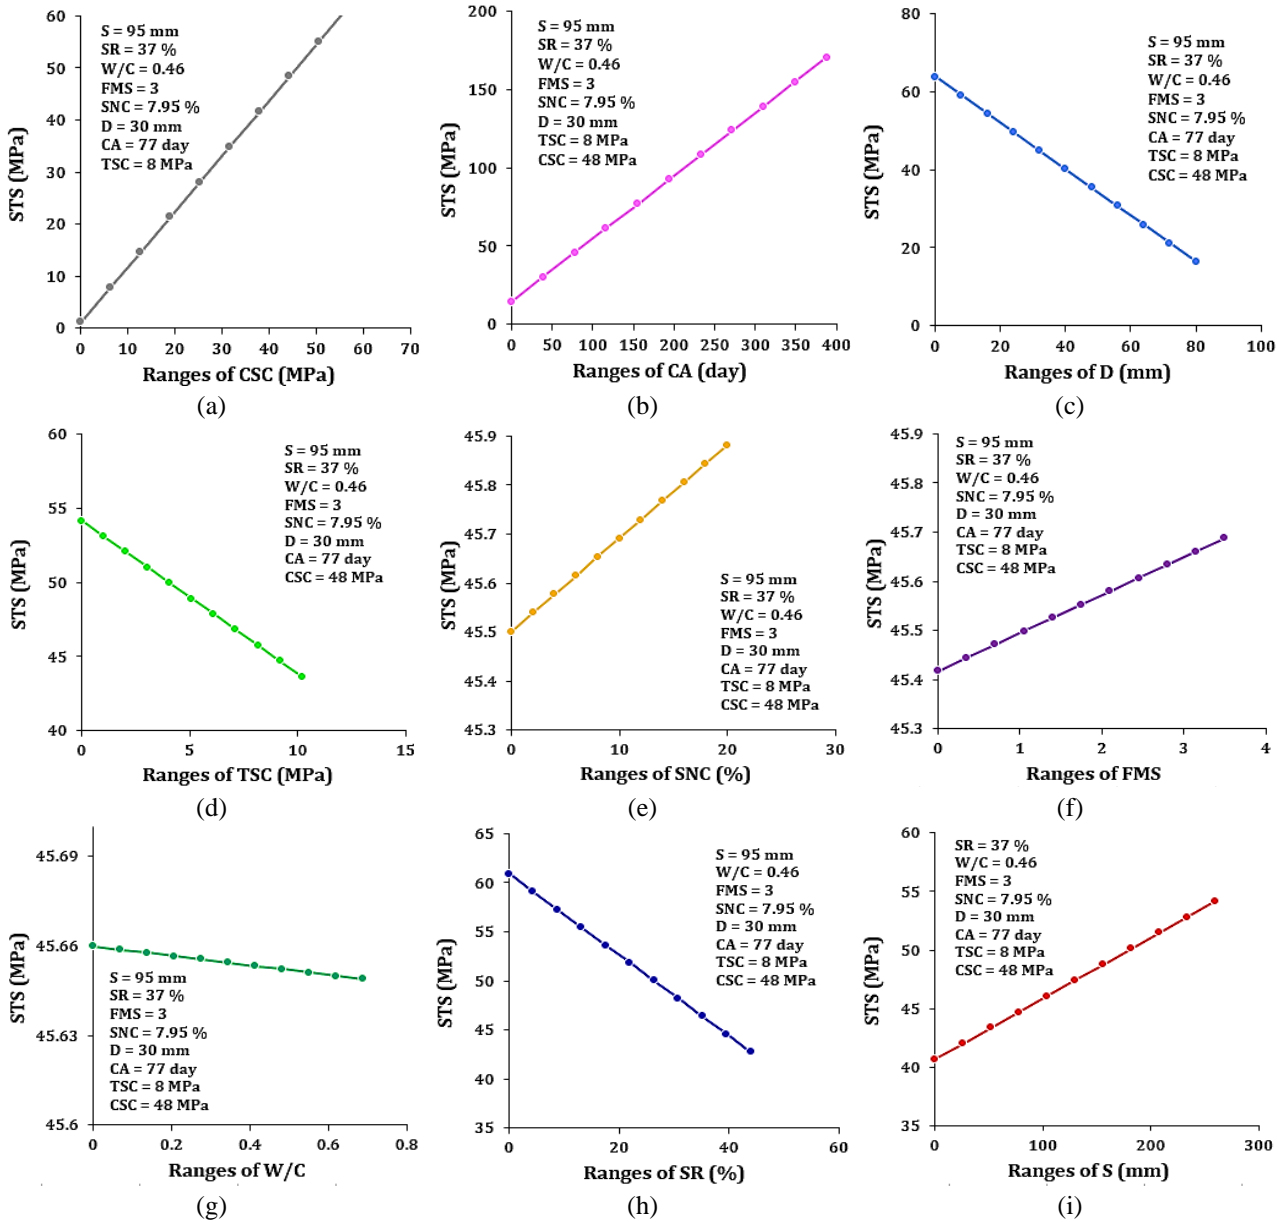 60
50
40
30
20
10
0
STS (MPa)
S = 95 mm
SR = 37 %
W/C = 0.46
FMS = 3
SNC = 7.95 %
D = 30 mm
CA = 77 day
TSC = 8 MPa
0 10 20 30 40 50 60 70
Ranges of CSC (MPa)
(a)
200
150
100
50
0
STS (MPa)
S = 95 mm
SR = 37 %
W/C = 0.46
FMS = 3
SNC = 7.95 %
D = 30 mm
TSC = 8 MPa
CSC = 48 MPa
0 50 100 150 200 250 300 350 400
Ranges of CA (day)
(b)
80
60
40
20
0
STS (MPa)
S = 95 mm
SR = 37 %
W/C = 0.46
FMS = 3
SNC = 7.95 %
CA = 77 day
TSC = 8 MPa
CSC = 48 MPa
0 20 40 60 80 100
Ranges of D (mm)
(c)
60
55
50
45
40
STS (MPa)
S = 95 mm
SR = 37 %
W/C = 0.46
FMS = 3
SNC = 7.95 %
D = 30 mm
CA = 77 day
CSC = 48 MPa
0 5 10 15
Ranges of TSC (MPa)
(d)
45.9
45.8
45.7
45.6
45.5
45.4
45.3
STS (MPa)
S = 95 mm
SR = 37 %
W/C = 0.46
FMS = 3
D = 30 mm
CA = 77 day
TSC = 8 MPa
CSC = 48 MPa
0 10 20 30
Ranges of SNC (%)
(e)
45.9
45.8
45.7
45.6
45.5
45.4
45.3
STS (MPa)
S = 95 mm
SR = 37 %
W/C = 0.46
SNC = 7.95 %
D = 30 mm
CA = 77 day
TSC = 8 MPa
CSC = 48 MPa
0 1 2 3 4
Ranges of FMS
(f)
45.69
45.66
45.63
45.6
STS (MPa)
S = 95 mm
SR = 37 %
FMS = 3
SNC = 7.95 %
D = 30 mm
CA = 77 day
TSC = 8 MPa
CSC = 48 MPa
0 0.2 0.4 0.6 0.8
Ranges of W/C
(g)
65
60
55
50
45
40
35
STS (MPa)
S = 95 mm
W/C = 0.46
FMS = 3
SNC = 7.95 %
D = 30 mm
CA = 77 day
TSC = 8 MPa
CSC = 48 MPa
0 20 40 60
Ranges of SR (%)
(h)
60
55
50
45
40
35
STS (MPa)
SR = 37 %
W/C = 0.46
FMS = 3
SNC = 7.95 %
D = 30 mm
CA = 77 day
TSC = 8 MPa
CSC = 48 MPa
0 100 200 300
Ranges of S (mm)
(i)